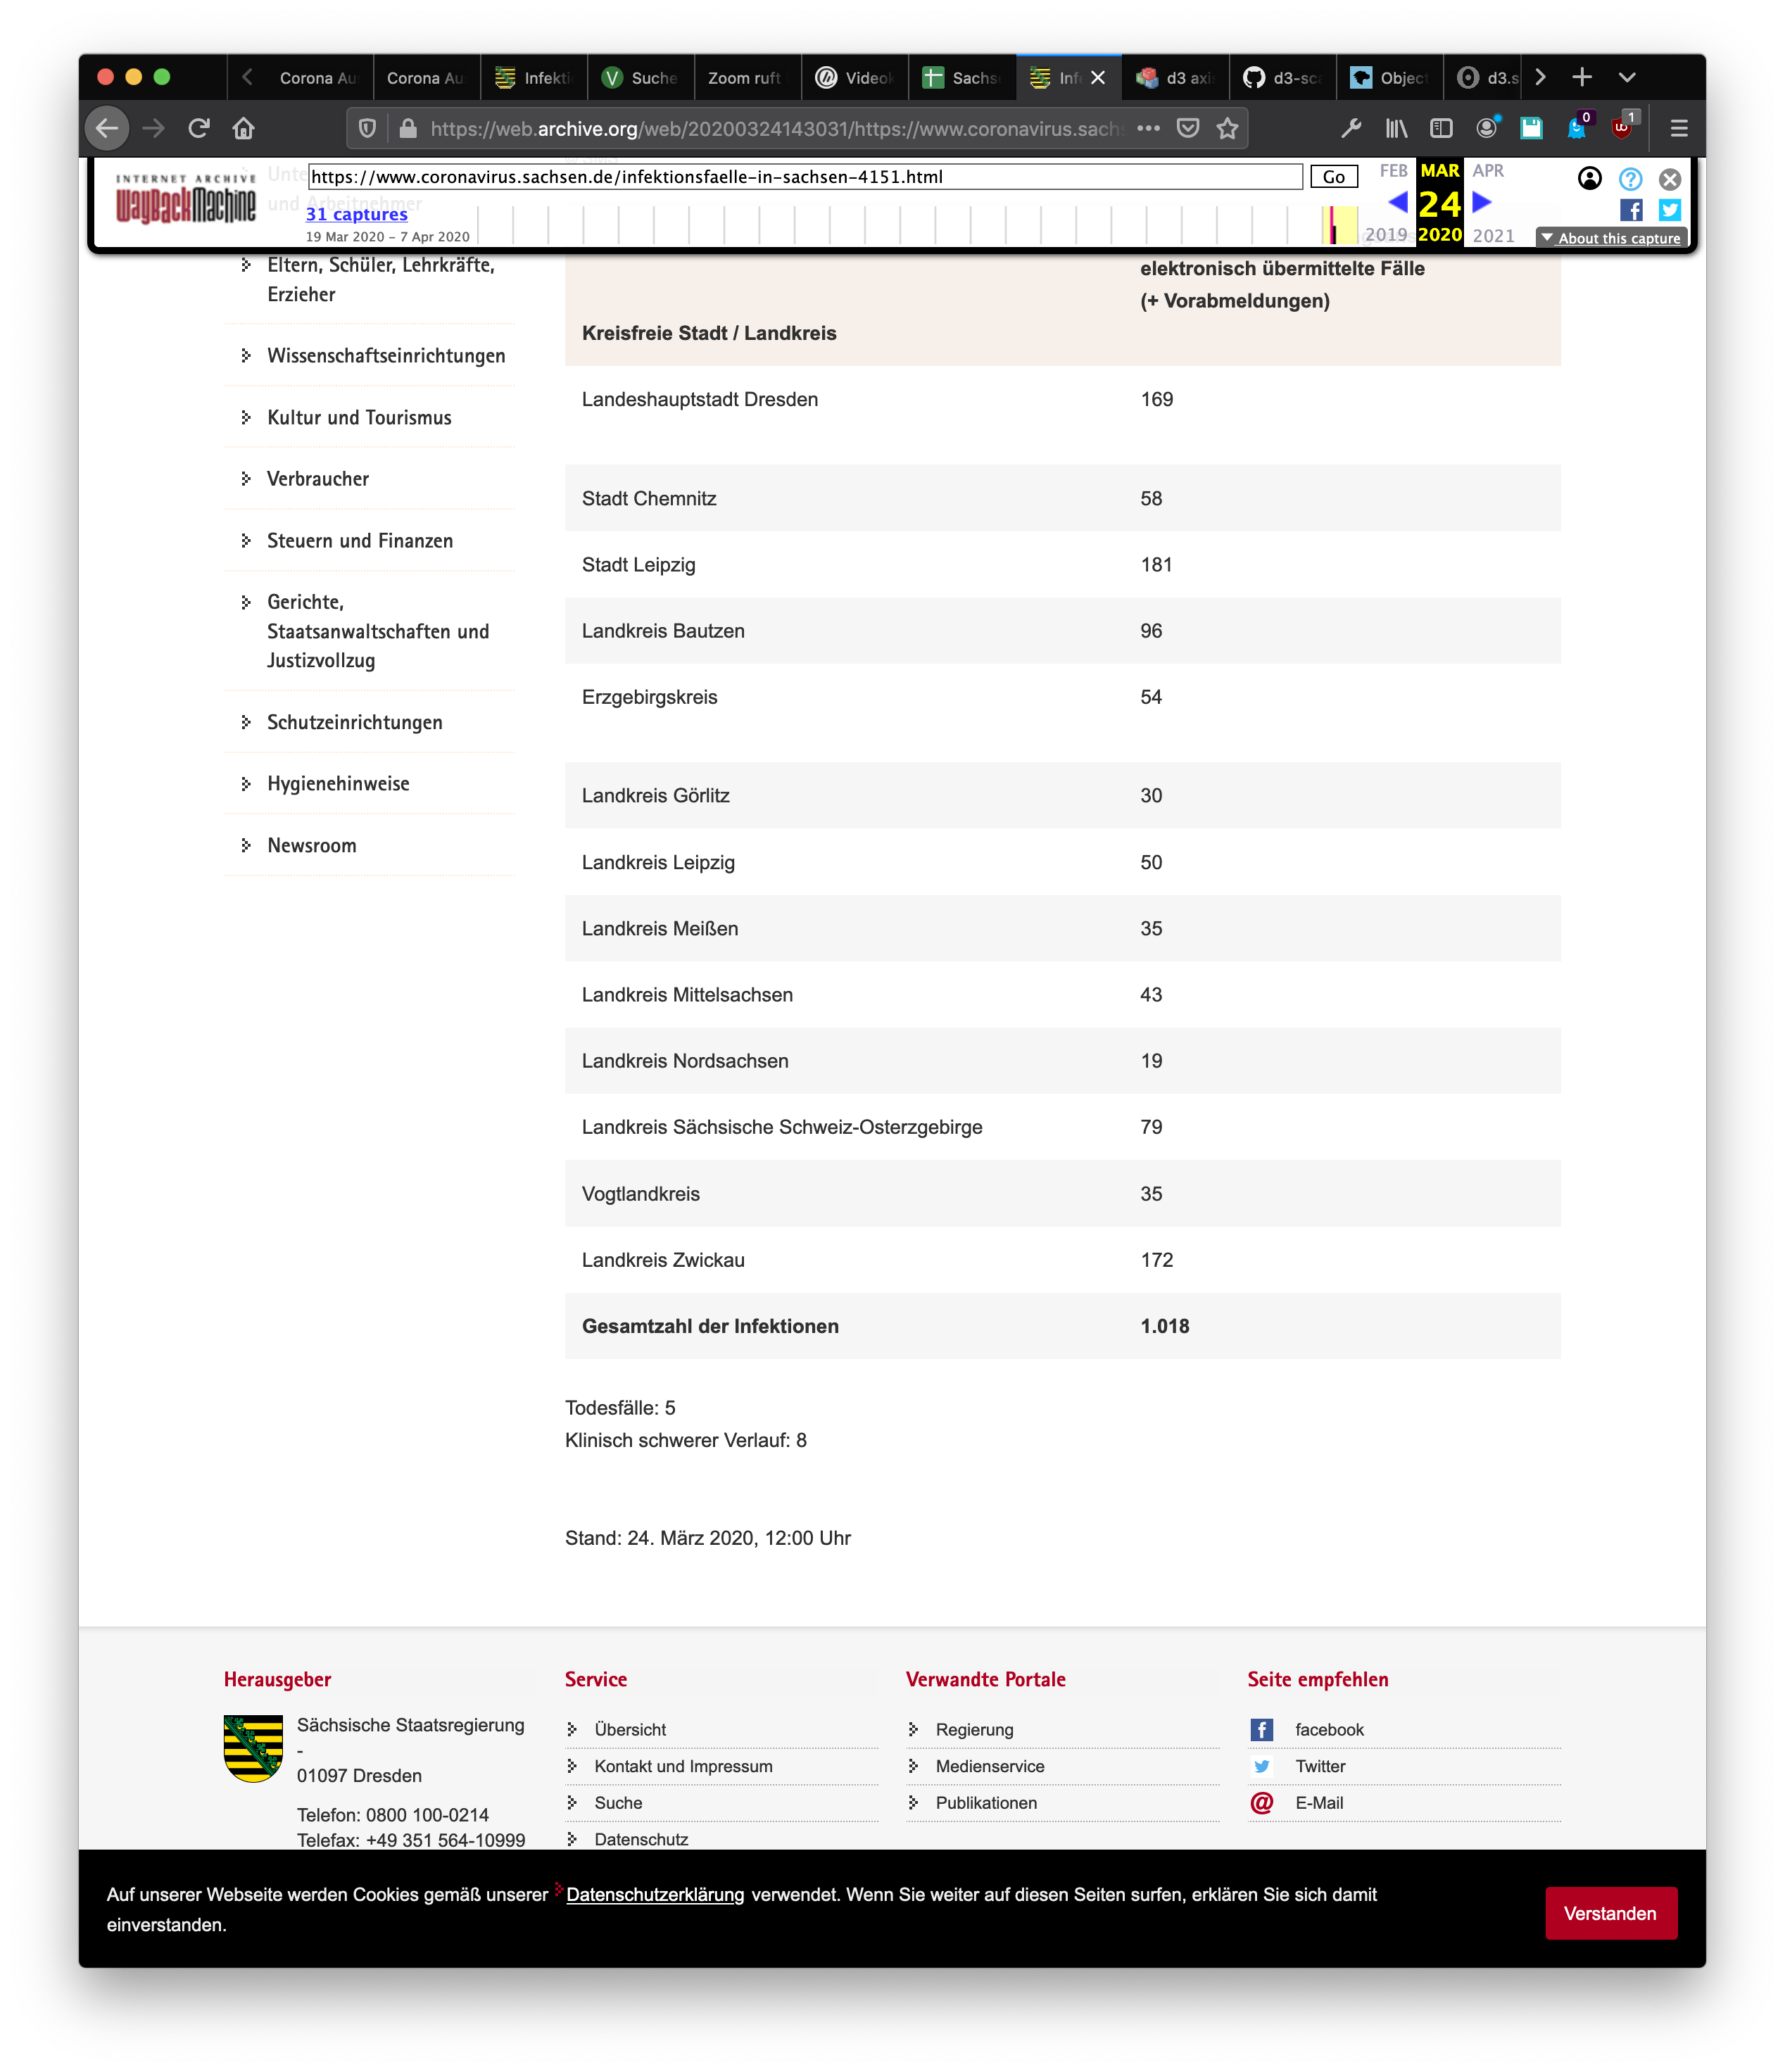 Corona Au
Corona Au
Infekti
Suche
Zoom ruft
Videok
Sachs
Inf
d3 axi
d3-sca
Object
d3.s
https://web.archive.org/web/20200324143031/https://www.coronavirus.sachs
0
1
INTERNET ARCHIVE
WayBackMachine
https://www.coronavirus.sachsen.de/infektionsfaelle-in-sachsen-4151.html
Go
31 captures
19 Mar 2020 – 7 Apr 2020
FEB MAR APR
24
2019 2020 2021
About this capture
Unte
und Arbeitnehmer
Eltern, Schüler, Lehrkräfte,
Erzieher
Wissenschaftseinrichtungen
Kultur und Tourismus
Verbraucher
Steuern und Finanzen
Gerichte,
Staatsanwaltschaften und
Justizvollzug
Schutzeinrichtungen
Hygienehinweise
Newsroom
elektronisch übermittelte Fälle
(+ Vorabmeldungen)
Kreisfreie Stadt / Landkreis
Landeshauptstadt Dresden 169
Stadt Chemnitz 58
Stadt Leipzig 181
Landkreis Bautzen 96
Erzgebirgskreis 54
Landkreis Görlitz 30
Landkreis Leipzig 50
Landkreis Meißen 35
Landkreis Mittelsachsen 43
Landkreis Nordsachsen 19
Landkreis Sächsische Schweiz-Osterzgebirge 79
Vogtlandkreis 35
Landkreis Zwickau 172
Gesamtzahl der Infektionen 1.018
Todesfälle: 5
Klinisch schwerer Verlauf: 8
Stand: 24. März 2020, 12:00 Uhr
Herausgeber
Sächsische Staatsregierung
-
01097 Dresden
Telefon: 0800 100-0214
Telefax: +49 351 564-10999
Service
Übersicht
Kontakt und Impressum
Suche
Datenschutz
Verwandte Portale
Regierung
Medienservice
Publikationen
Seite empfehlen
facebook
Twitter
E-Mail
Auf unserer Webseite werden Cookies gemäß unserer Datenschutzerklärung verwendet. Wenn Sie weiter auf diesen Seiten surfen, erklären Sie sich damit
einverstanden.
Verstanden